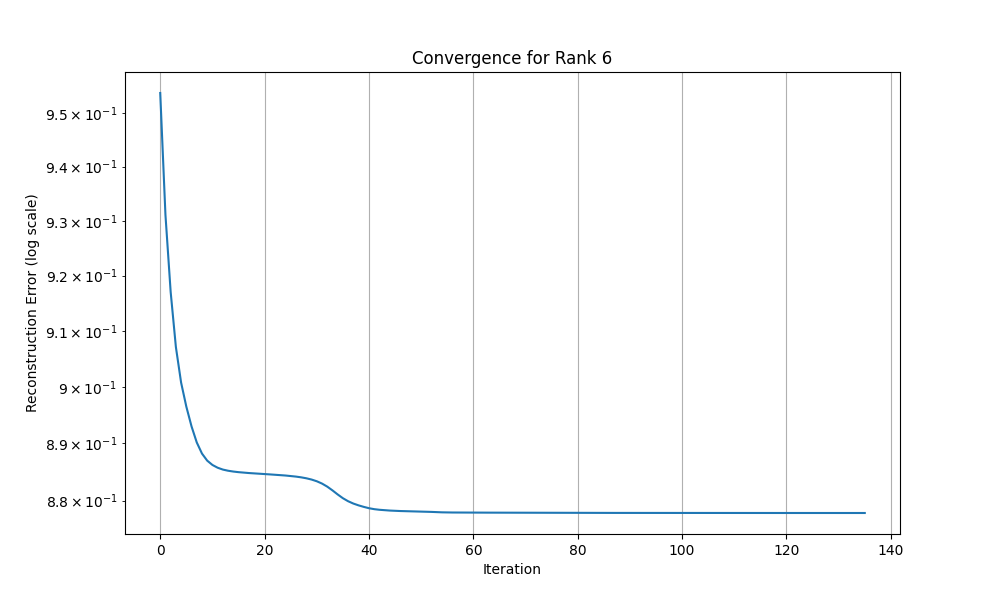 Convergence for Rank 6
Reconstruction Error (log scale)
9.5 × 10⁻¹
9.4 × 10⁻¹
9.3 × 10⁻¹
9.2 × 10⁻¹
9.1 × 10⁻¹
9 × 10⁻¹
8.9 × 10⁻¹
8.8 × 10⁻¹
0 20 40 60 80 100 120 140
Iteration